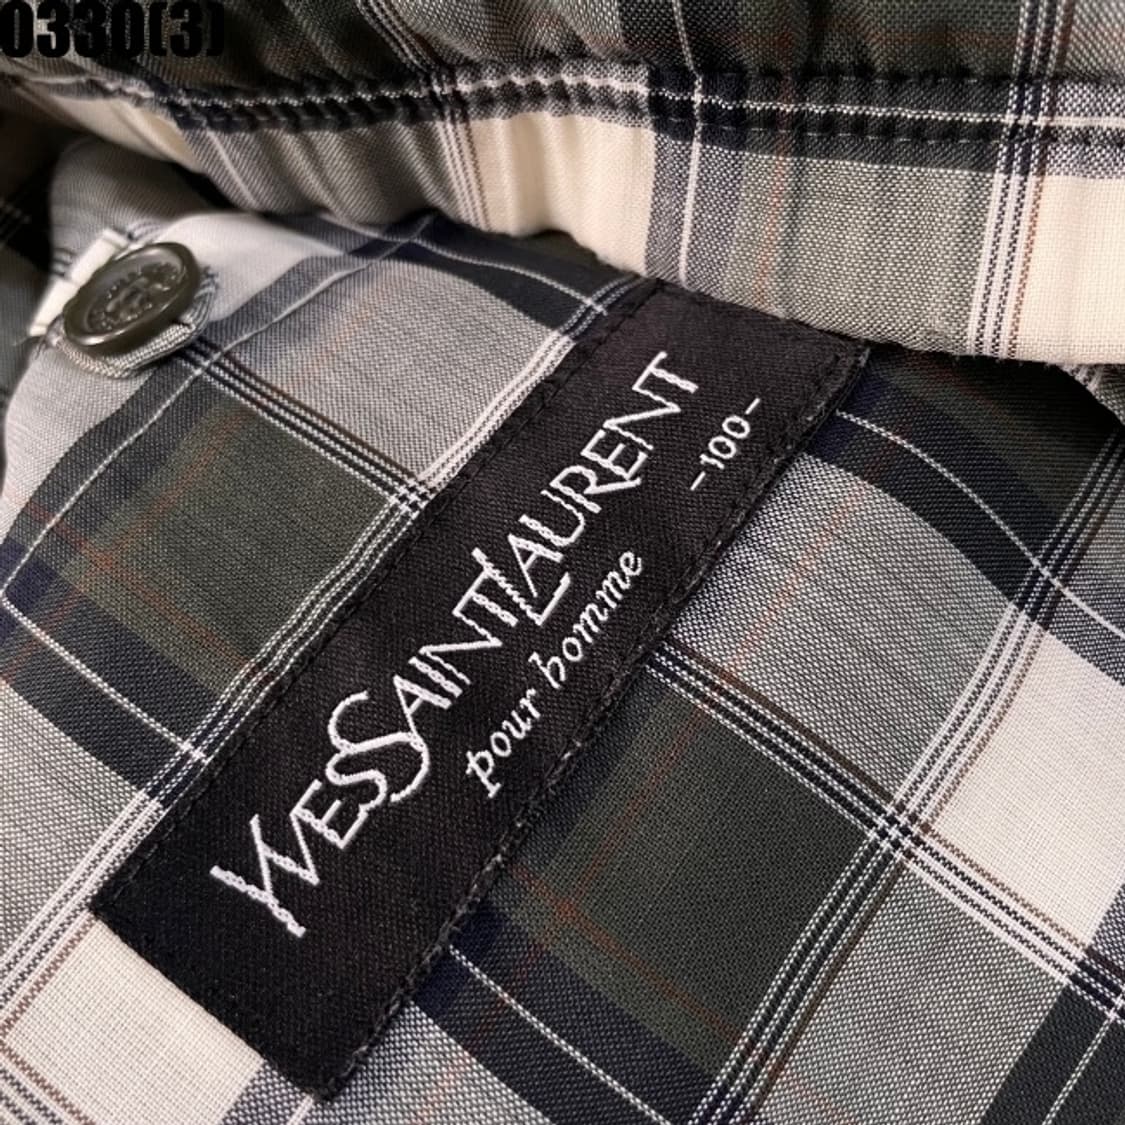 0330(3)
YVESSAINTLAURENT
-100-
pour homme